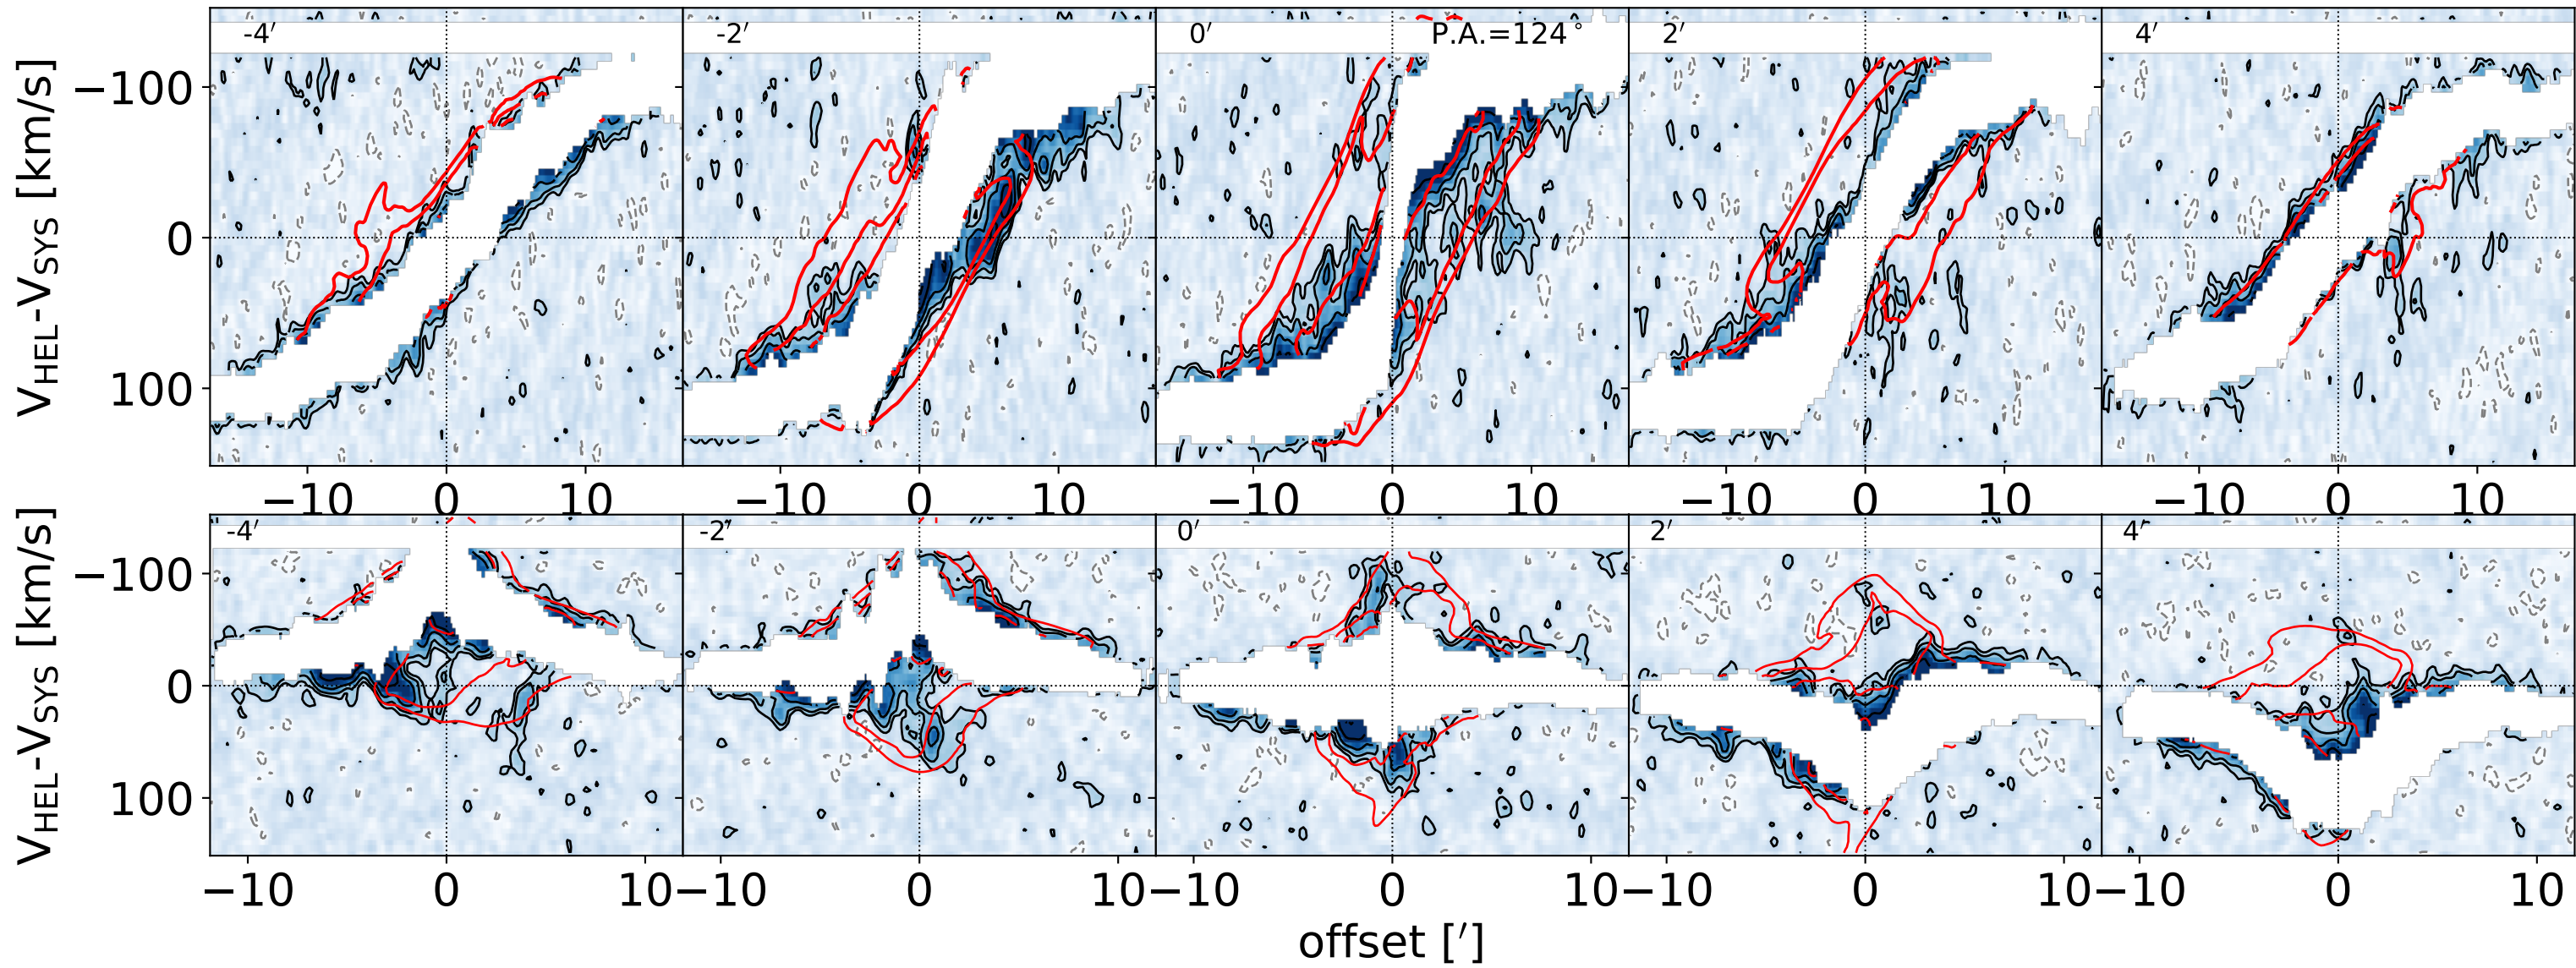 -4′ -2′ 0′ P.A.=124° 2′ 4′
V_HEL-V_SYS [km/s]
−100
0
100
−10 0 10 −10 0 10 −10 0 10 −10 0 10 −10 0 10
-4′ -2′ 0′ 2′ 4′
V_HEL-V_SYS [km/s]
−100
0
100
−10 0 10 −10 0 10 −10 0 10 −10 0 10 −10 0 10
offset [′]